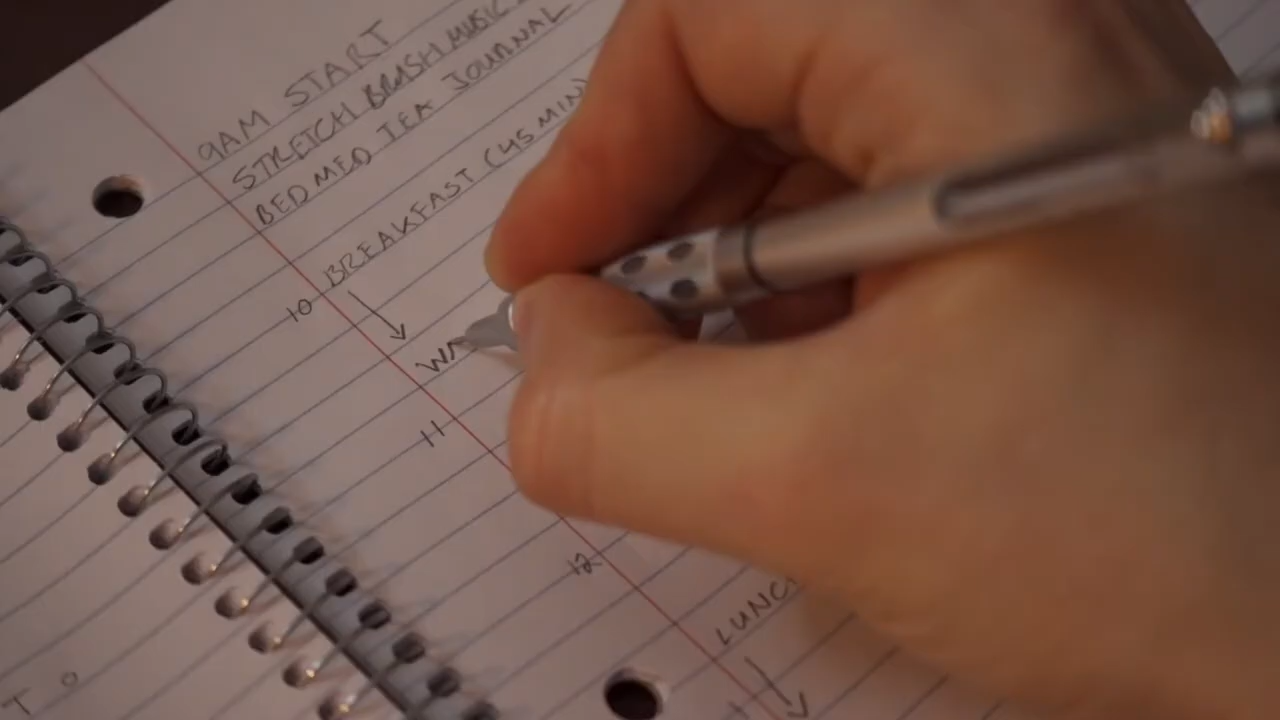 9AM START
STRETCH BRUSH MUSIC
BED MED TEA JOURNAL
BREAKFAST (45 MIN)
10
11
12
LUNCH
T O